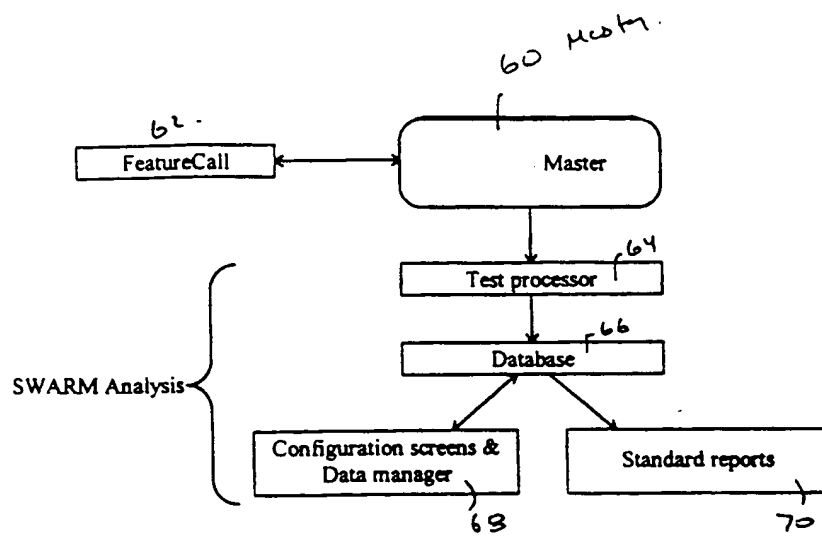 60 Master.
62.
FeatureCall
Master
64
Test processor
66
Database
SWARM Analysis
Configuration screens &
Data manager
Standard reports
68
70